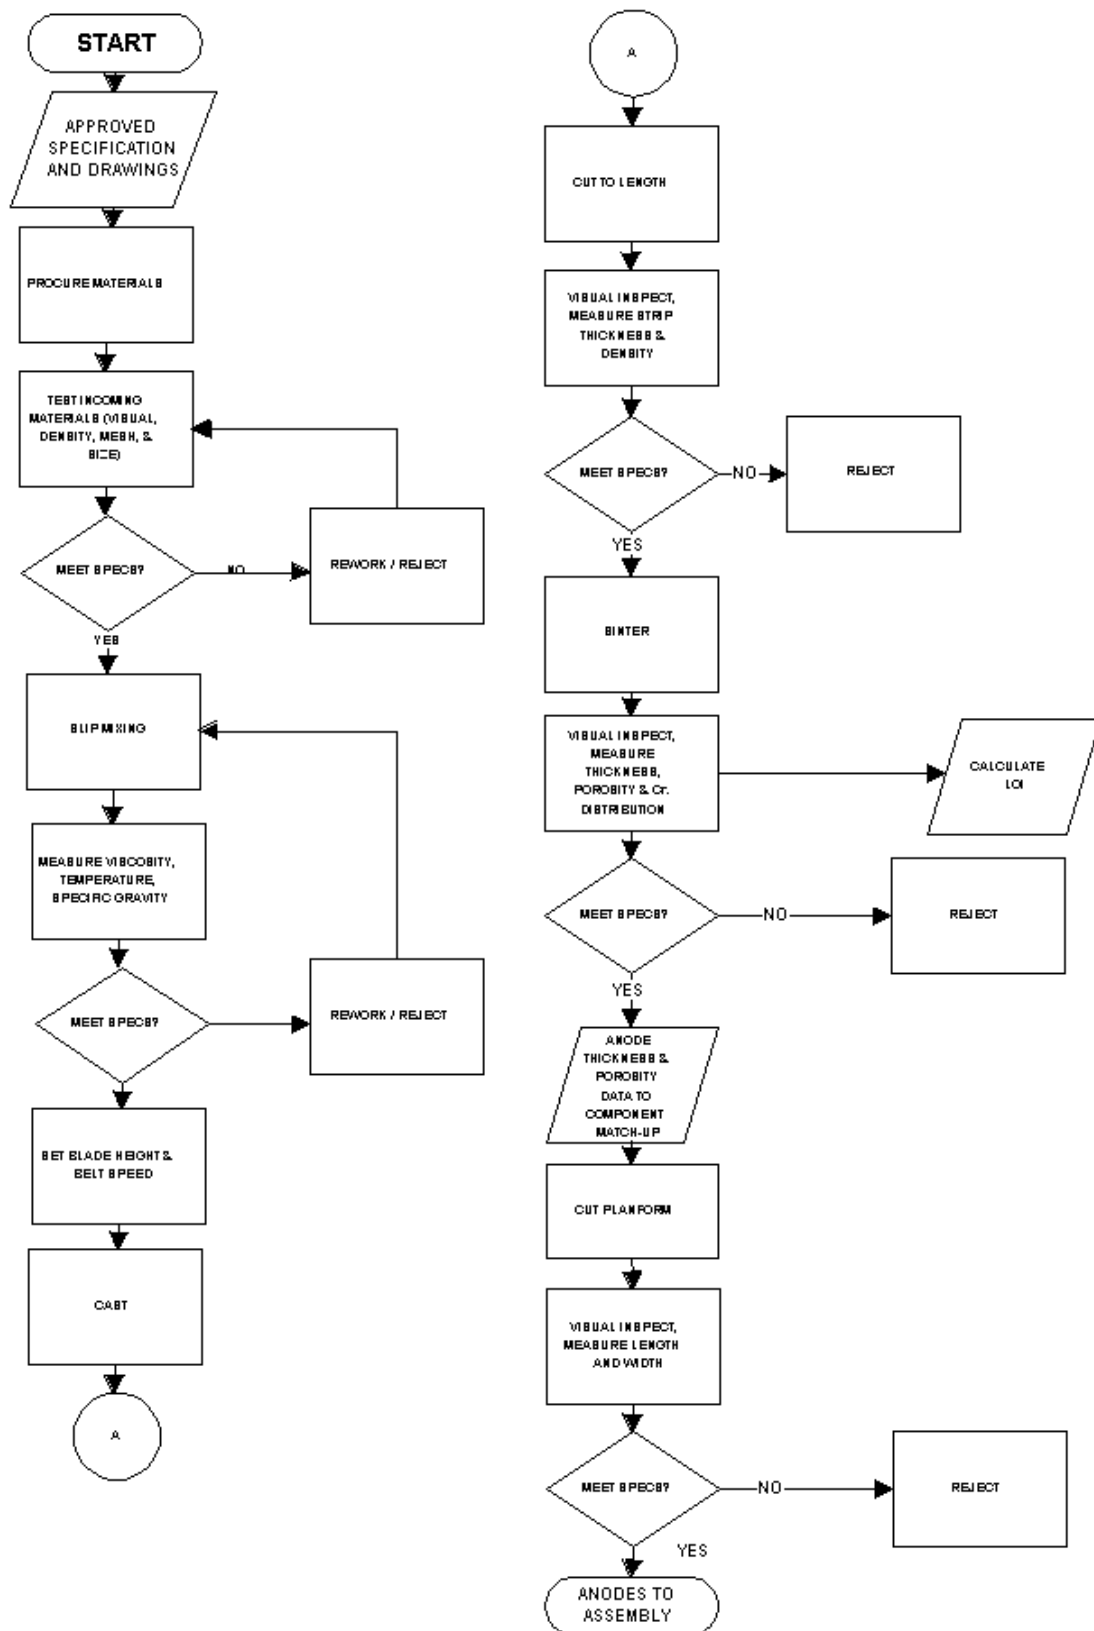 START
APPROVED
SPECIFICATION
AND DRAWINGS
PROCURE MATERIALS
TEST INCOMING
MATERIALS (VISUAL,
DENSITY, MESH, &
SIZE)
MEET SPECS?
NO
REWORK / REJECT
YES
SLIP MIXING
MEASURE VISCOSITY,
TEMPERATURE,
SPECIFIC GRAVITY
MEET SPECS?
REWORK / REJECT
SET BLADE HEIGHT &
BELT SPEED
CAST
A
A
CUT TO LENGTH
VISUAL INSPECT,
MEASURE STRIP
THICKNESS &
DENSITY
MEET SPECS?
NO
REJECT
YES
SINTER
VISUAL INSPECT,
MEASURE
THICKNESS,
POROSITY & Cr.
DISTRIBUTION
CALCULATE
LOI
MEET SPECS?
NO
REJECT
YES
ANODE
THICKNESS &
POROSITY
DATA TO
COMPONENT
MATCH-UP
CUT PLANFORM
VISUAL INSPECT,
MEASURE LENGTH
AND WIDTH
MEET SPECS?
NO
REJECT
YES
ANODES TO
ASSEMBLY